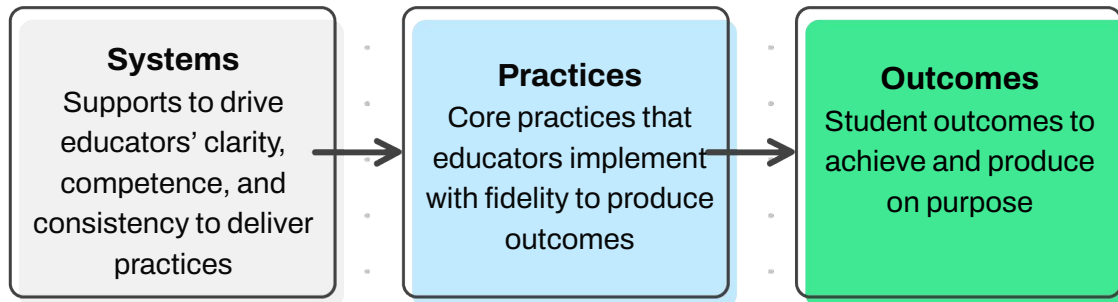 Systems
Supports to drive
educators’ clarity,
competence, and
consistency to deliver
practices
Practices
Core practices that
educators implement
with fidelity to produce
outcomes
Outcomes
Student outcomes to
achieve and produce
on purpose